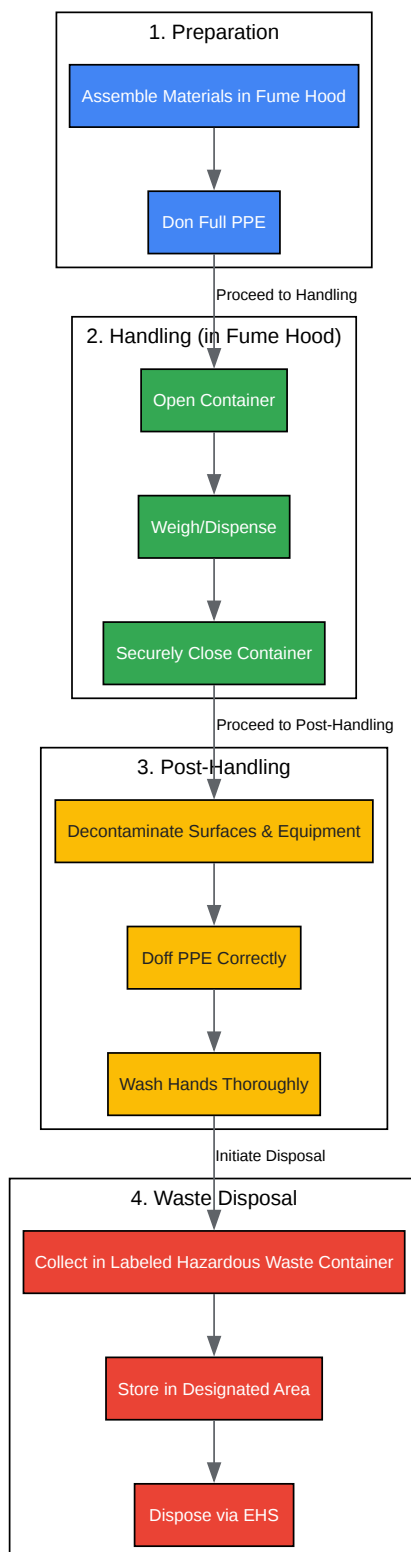 1. Preparation
Assemble Materials in Fume Hood
Don Full PPE
Proceed to Handling
2. Handling (in Fume Hood)
Open Container
Weigh/Dispense
Securely Close Container
Proceed to Post-Handling
3. Post-Handling
Decontaminate Surfaces & Equipment
Doff PPE Correctly
Wash Hands Thoroughly
Initiate Disposal
4. Waste Disposal
Collect in Labeled Hazardous Waste Container
Store in Designated Area
Dispose via EHS